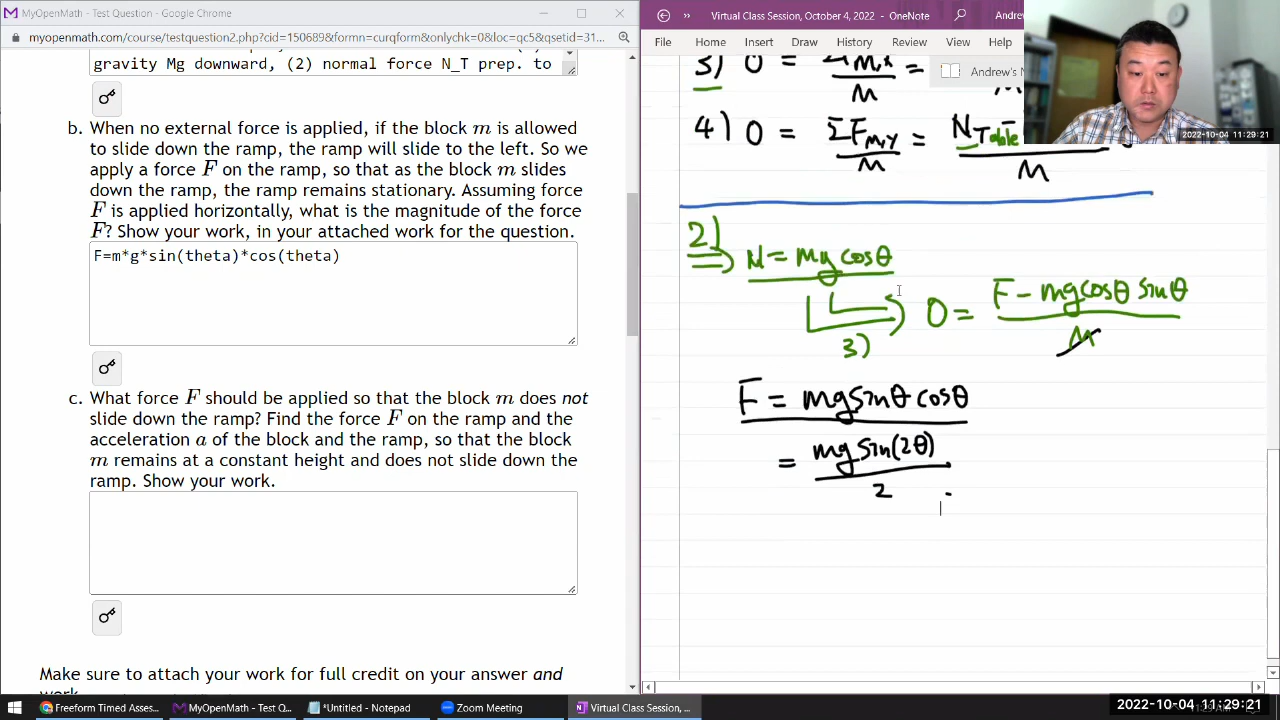 MyOpenMath - Test Question - Google Chrome
myopenmath.com/course/testquestion2.php?cid=150689&formn=curqform&onlychk=0&loc=qc5&qsetid=31...
gravity Mg downward, (2) normal force N_T prep. to
b. When no external force is applied, if the block m is allowed
to slide down the ramp, the ramp will slide to the left. So we
apply a force F on the ramp, so that as the block m slides
down the ramp, the ramp remains stationary. Assuming force
F is applied horizontally, what is the magnitude of the force
F? Show your work, in your attached work for the question.
F=m*g*sin(theta)*cos(theta)
c. What force F should be applied so that the block m does not
slide down the ramp? Find the force F on the ramp and the
acceleration a of the block and the ramp, so that the block
m remains at a constant height and does not slide down the
ramp. Show your work.
Make sure to attach your work for full credit on your answer and
work.
Virtual Class Session, October 4, 2022 - OneNote
Andrew
File Home Insert Draw History Review View Help
Andrew's N
3) 0 = ΣF_M,x / M =
4) 0 = ΣF_M,y / M = N_Table - / M
2) ⇒ N = mg cosθ
3) 0 = F - mg cosθ sinθ / M
F = mg sinθ cosθ
= mg sin(2θ) / 2
2022-10-04 11:29:21
Freeform Timed Asses... MyOpenMath - Test Q... *Untitled - Notepad Zoom Meeting Virtual Class Session, ...
2022-10-04 11:29:21